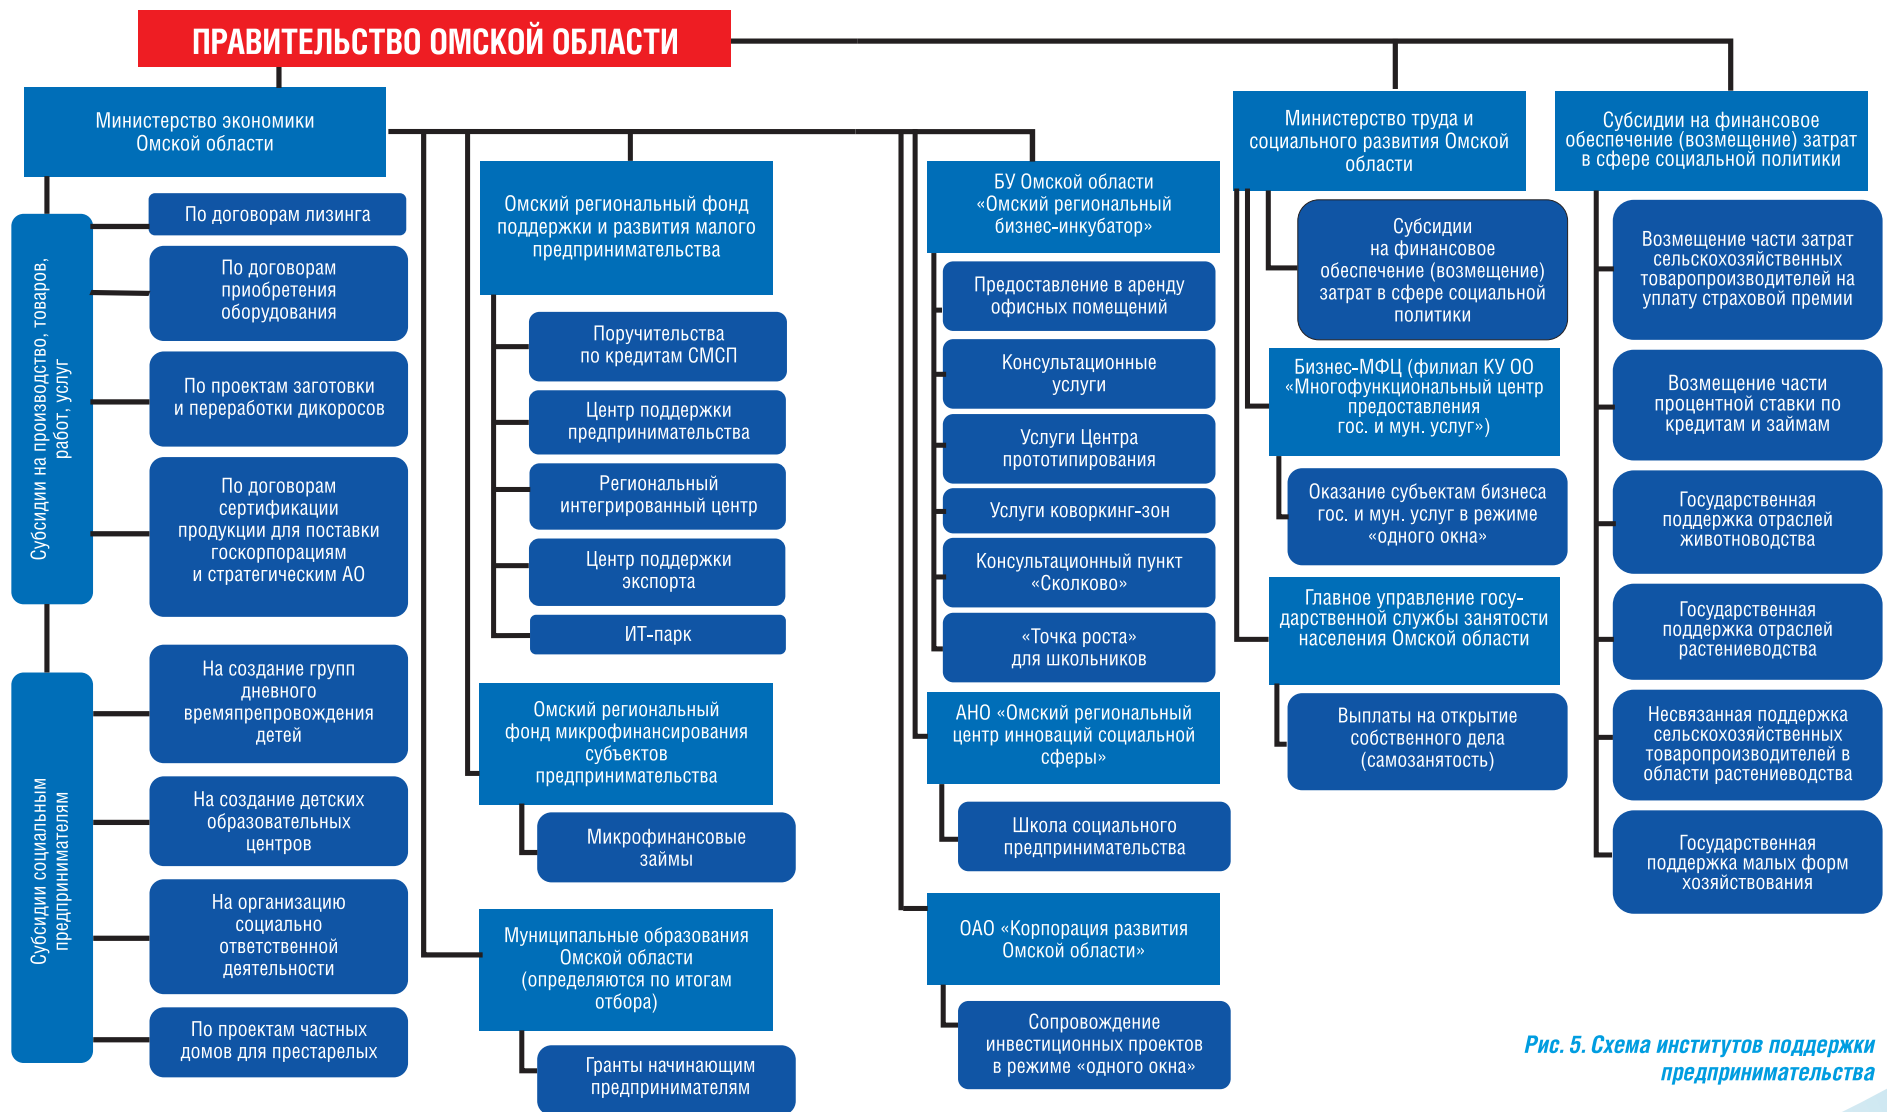 ПРАВИТЕЛЬСТВО ОМСКОЙ ОБЛАСТИ
Министерство экономики
Омской области
Субсидии на производство, товаров,
работ, услуг
По договорам лизинга
По договорам
приобретения
оборудования
По проектам заготовки
и переработки дикоросов
По договорам
сертификации
продукции для поставки
госкорпорациям
и стратегическим АО
Субсидии социальным
предпринимателям
На создание групп
дневного
времяпрепровождения
детей
На создание детских
образовательных
центров
На организацию
социально
ответственной
деятельности
По проектам частных
домов для престарелых
Омский региональный фонд
поддержки и развития малого
предпринимательства
Поручительства
по кредитам СМСП
Центр поддержки
предпринимательства
Региональный
интегрированный центр
Центр поддержки
экспорта
ИТ-парк
Омский региональный
фонд микрофинансирования
субъектов
предпринимательства
Микрофинансовые
займы
Муниципальные образования
Омской области
(определяются по итогам
отбора)
Гранты начинающим
предпринимателям
БУ Омской области
«Омский региональный
бизнес-инкубатор»
Предоставление в аренду
офисных помещений
Консультационные
услуги
Услуги Центра
прототипирования
Услуги коворкинг-зон
Консультационный пункт
«Сколково»
«Точка роста»
для школьников
АНО «Омский региональный
центр инноваций социальной
сферы»
Школа социального
предпринимательства
ОАО «Корпорация развития
Омской области»
Сопровождение
инвестиционных проектов
в режиме «одного окна»
Министерство труда и
социального развития Омской
области
Субсидии
на финансовое
обеспечение (возмещение)
затрат в сфере социальной
политики
Бизнес-МФЦ (филиал КУ ОО
«Многофункциональный центр
предоставления
гос. и мун. услуг»)
Оказание субъектам бизнеса
гос. и мун. услуг в режиме
«одного окна»
Главное управление госу-
дарственной службы занятости
населения Омской области
Выплаты на открытие
собственного дела
(самозанятость)
Субсидии на финансовое
обеспечение (возмещение) затрат
в сфере социальной политики
Возмещение части затрат
сельскохозяйственных
товаропроизводителей на
уплату страховой премии
Возмещение части
процентной ставки по
кредитам и займам
Государственная
поддержка отраслей
животноводства
Государственная
поддержка отраслей
растениеводства
Несвязанная поддержка
сельскохозяйственных
товаропроизводителей в
области растениеводства
Государственная
поддержка малых форм
хозяйствования
Рис. 5. Схема институтов поддержки
предпринимательства